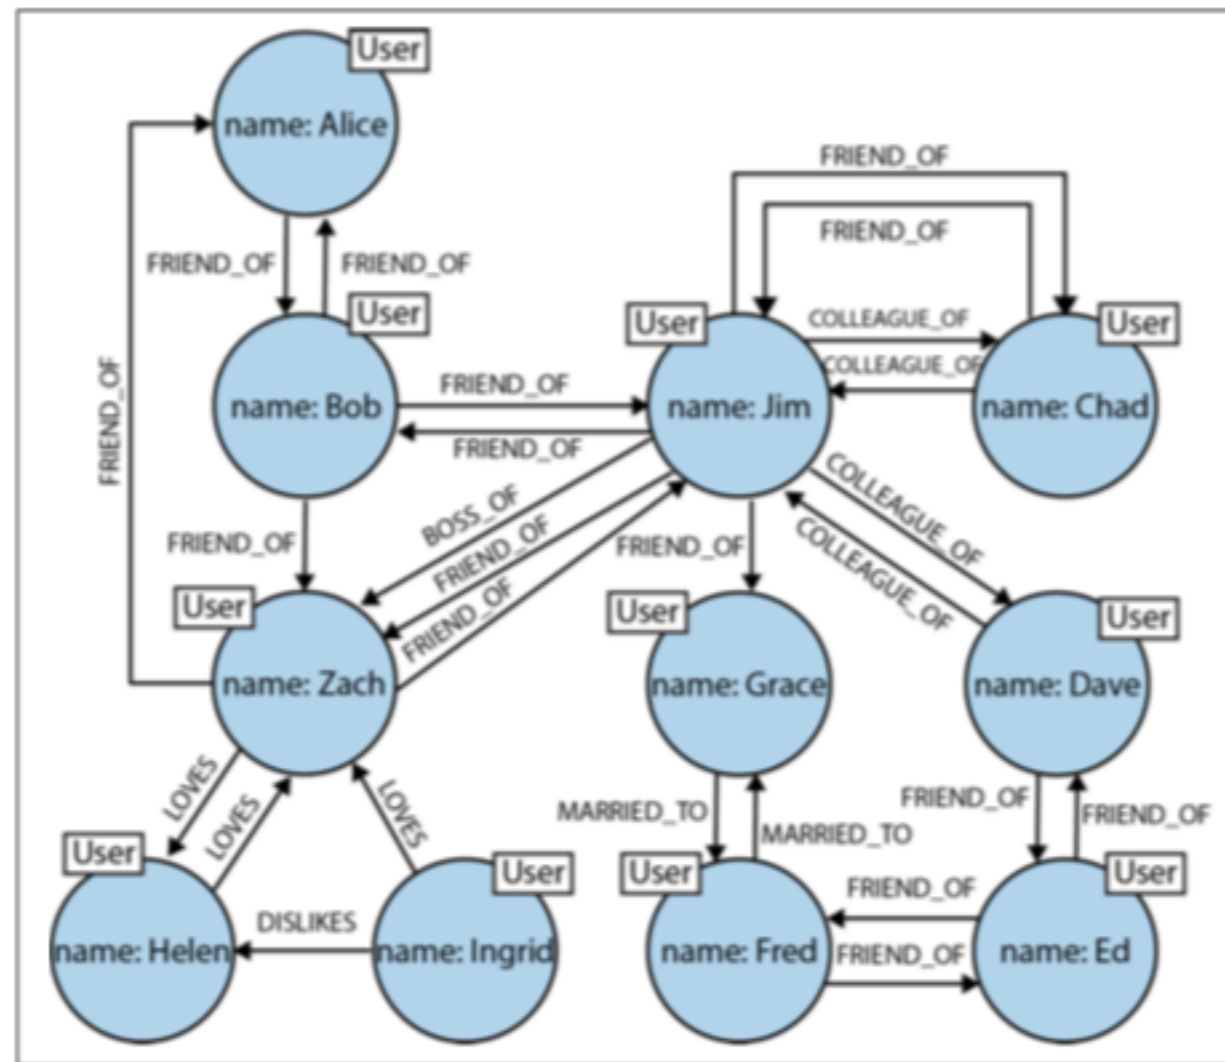 User
name: Alice
FRIEND_OF
FRIEND_OF
FRIEND_OF
FRIEND_OF
User
User
User
COLLEAGUE_OF
COLLEAGUE_OF
FRIEND_OF
FRIEND_OF
name: Bob
FRIEND_OF
name: Jim
name: Chad
FRIEND_OF
BOSS_OF
FRIEND_OF
FRIEND_OF
FRIEND_OF
FRIEND_OF
COLLEAGUE_OF
COLLEAGUE_OF
User
User
User
name: Zach
name: Grace
name: Dave
LOVES
LOVES
LOVES
MARRIED_TO
MARRIED_TO
FRIEND_OF
FRIEND_OF
User
User
User
User
DISLIKES
FRIEND_OF
name: Helen
name: Ingrid
name: Fred
FRIEND_OF
name: Ed